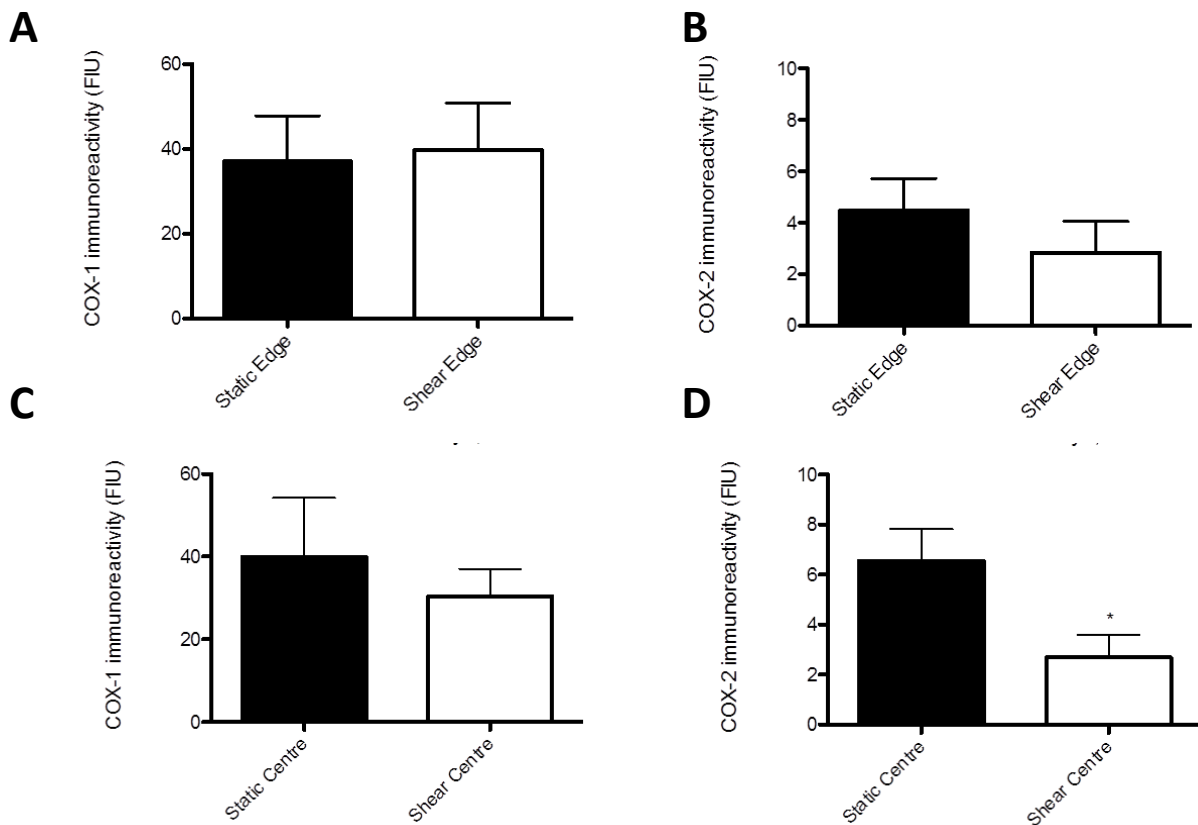 A
COX-1 immunoreactivity (FIU)
60
40
20
0
Static Edge
Shear Edge
B
COX-2 immunoreactivity (FIU)
10
8
6
4
2
0
Static Edge
Shear Edge
C
COX-1 immunoreactivity (FIU)
60
40
20
0
Static Centre
Shear Centre
D
COX-2 immunoreactivity (FIU)
10
8
6
4
2
0
*
Static Centre
Shear Centre